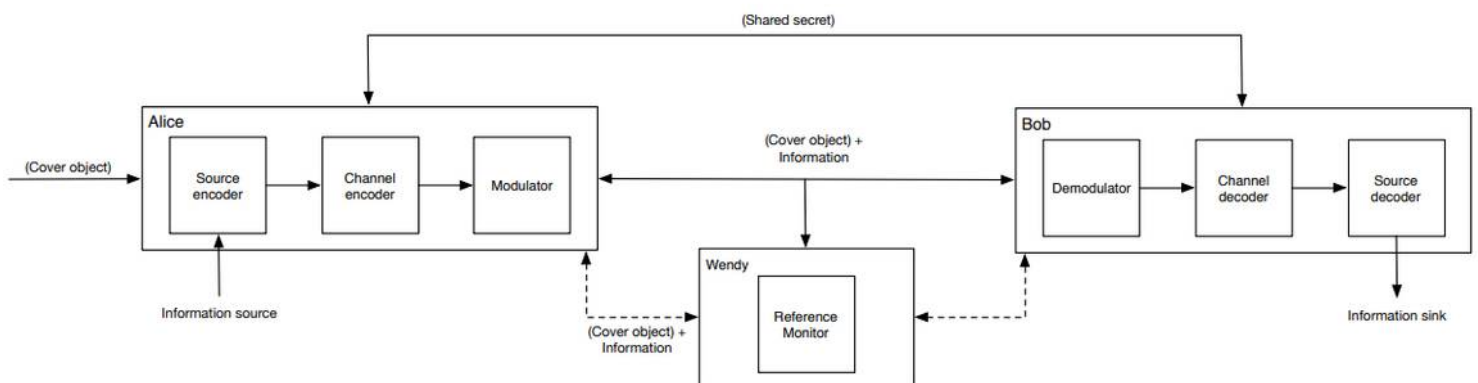 (Shared secret)
Alice
Bob
(Cover object)
Source
encoder
Channel
encoder
Modulator
(Cover object) +
Information
Demodulator
Channel
decoder
Source
decoder
Wendy
Reference
Monitor
Information source
(Cover object) +
Information
Information sink